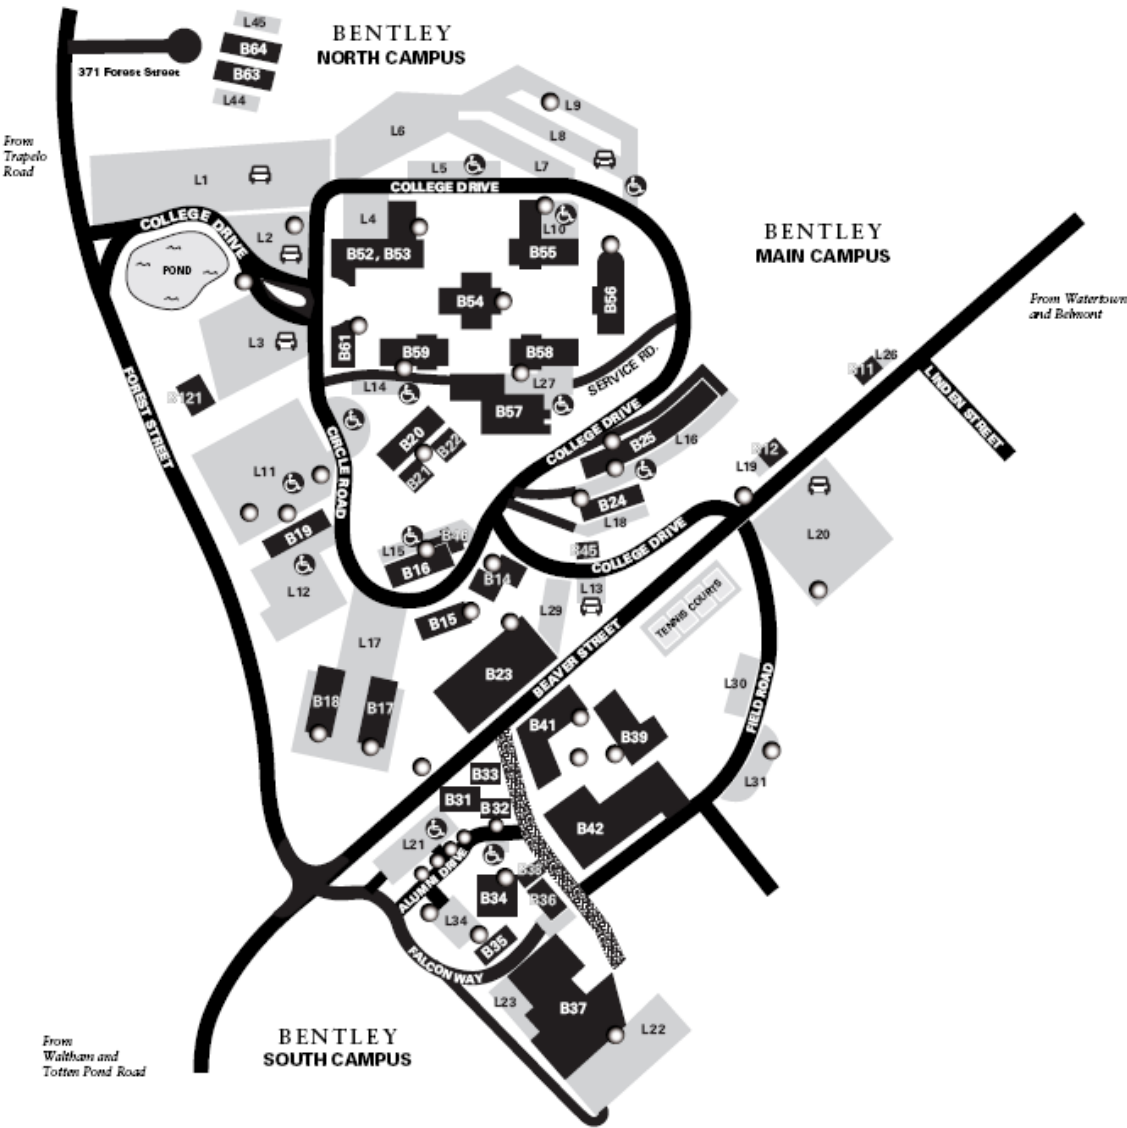 L45
B64
B63
L44
371 Forest Street
BENTLEY
NORTH CAMPUS
From
Trapelo
Road
L9
L8
L7
L6
L5
L1
COLLEGE DRIVE
L4
COLLEGE DRIVE
L2
POND
B52, B53
L10
B55
B54
B56
BENTLEY
MAIN CAMPUS
From Watertown
and Belmont
L3
B61
B59
B58
SERVICE RD.
L14
L27
B57
B121
FOREST STREET
L26
B11
LINDEN STREET
COLLEGE DRIVE
CIRCLE ROAD
B20
B22
B21
B25
L16
B12
L19
L11
B24
L18
L20
B19
L15
B46
B16
B45
COLLEGE DRIVE
L12
B14
L13
L29
TENNIS COURTS
B15
L17
BEAVER STREET
B23
B18
B17
L30
FIELD ROAD
B41
B39
L31
B33
B31
B32
B42
L21
ALUMNI DRIVE
B38
B34
B36
L34
B35
FALCON WAY
L23
B37
L22
BENTLEY
SOUTH CAMPUS
From
Waltham and
Totten Pond Road